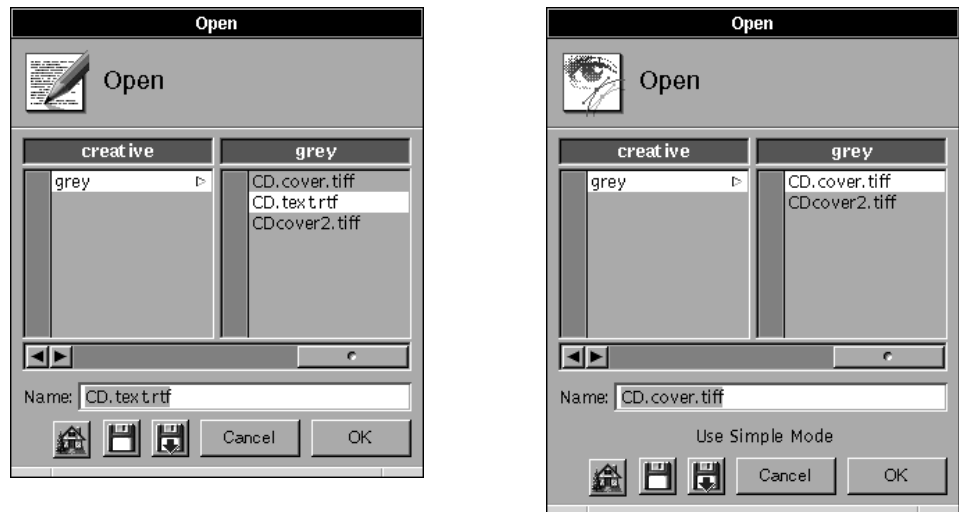 Open
Open
creative
grey
grey
CD.cover.tiff
CD.text.rtf
CDcover2.tiff
Name: CD.text.rtf
Cancel
OK
Open
Open
creative
grey
grey
CD.cover.tiff
CDcover2.tiff
Name: CD.cover.tiff
Use Simple Mode
Cancel
OK